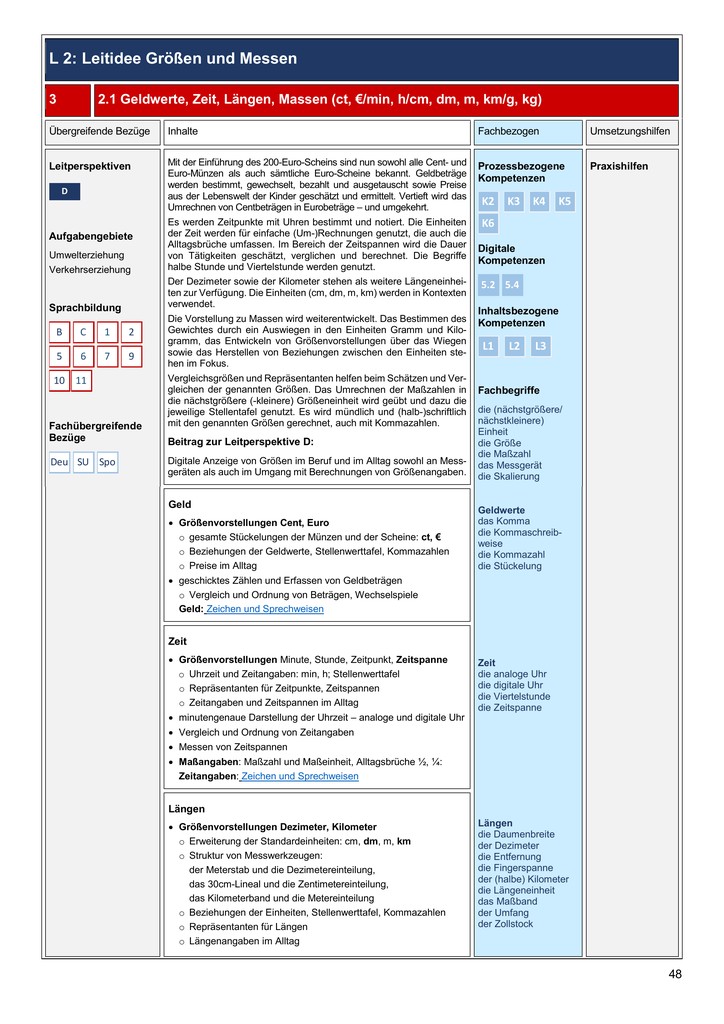 L 2: Leitidee Größen und Messen
3
2.1 Geldwerte, Zeit, Längen, Massen (ct, €/min, h/cm, dm, m, km/g, kg)
Übergreifende Bezüge
Inhalte
Fachbezogen
Umsetzungshilfen
Leitperspektiven
D
Aufgabengebiete
Umwelterziehung
Verkehrserziehung
Sprachbildung
B C 1 2
5 6 7 9
10 11
Fachübergreifende
Bezüge
Deu SU Spo
Mit der Einführung des 200-Euro-Scheins sind nun sowohl alle Cent- und
Euro-Münzen als auch sämtliche Euro-Scheine bekannt. Geldbeträge
werden bestimmt, gewechselt, bezahlt und ausgetauscht sowie Preise
aus der Lebenswelt der Kinder geschätzt und ermittelt. Vertieft wird das
Umrechnen von Centbeträgen in Eurobeträge – und umgekehrt.
Es werden Zeitpunkte mit Uhren bestimmt und notiert. Die Einheiten
der Zeit werden für einfache (Um-)Rechnungen genutzt, die auch die
Alltagsbrüche umfassen. Im Bereich der Zeitspannen wird die Dauer
von Tätigkeiten geschätzt, verglichen und berechnet. Die Begriffe
halbe Stunde und Viertelstunde werden genutzt.
Der Dezimeter sowie der Kilometer stehen als weitere Längeneinhei-
ten zur Verfügung. Die Einheiten (cm, dm, m, km) werden in Kontexten
verwendet.
Die Vorstellung zu Massen wird weiterentwickelt. Das Bestimmen des
Gewichtes durch ein Auswiegen in den Einheiten Gramm und Kilo-
gramm, das Entwickeln von Größenvorstellungen über das Wiegen
sowie das Herstellen von Beziehungen zwischen den Einheiten ste-
hen im Fokus.
Vergleichsgrößen und Repräsentanten helfen beim Schätzen und Ver-
gleichen der genannten Größen. Das Umrechnen der Maßzahlen in
die nächstgrößere (-kleinere) Größeneinheit wird geübt und dazu die
jeweilige Stellentafel genutzt. Es wird mündlich und (halb-)schriftlich
mit den genannten Größen gerechnet, auch mit Kommazahlen.
Beitrag zur Leitperspektive D:
Digitale Anzeige von Größen im Beruf und im Alltag sowohl an Mess-
geräten als auch im Umgang mit Berechnungen von Größenangaben.
Geld
• Größenvorstellungen Cent, Euro
o gesamte Stückelungen der Münzen und der Scheine: ct, €
o Beziehungen der Geldwerte, Stellenwerttafel, Kommazahlen
o Preise im Alltag
• geschicktes Zählen und Erfassen von Geldbeträgen
o Vergleich und Ordnung von Beträgen, Wechselspiele
Geld: Zeichen und Sprechweisen
Zeit
• Größenvorstellungen Minute, Stunde, Zeitpunkt, Zeitspanne
o Uhrzeit und Zeitangaben: min, h; Stellenwerttafel
o Repräsentanten für Zeitpunkte, Zeitspannen
o Zeitangaben und Zeitspannen im Alltag
• minutengenaue Darstellung der Uhrzeit – analoge und digitale Uhr
• Vergleich und Ordnung von Zeitangaben
• Messen von Zeitspannen
• Maßangaben: Maßzahl und Maßeinheit, Alltagsbrüche ½, ¼:
Zeitangaben: Zeichen und Sprechweisen
Längen
• Größenvorstellungen Dezimeter, Kilometer
o Erweiterung der Standardeinheiten: cm, dm, m, km
o Struktur von Messwerkzeugen:
der Meterstab und die Dezimetereinteilung,
das 30cm-Lineal und die Zentimetereinteilung,
das Kilometerband und die Metereinteilung
o Beziehungen der Einheiten, Stellenwerttafel, Kommazahlen
o Repräsentanten für Längen
o Längenangaben im Alltag
Prozessbezogene
Kompetenzen
K2 K3 K4 K5
K6
Digitale
Kompetenzen
5.2 5.4
Inhaltsbezogene
Kompetenzen
L1 L2 L3
Fachbegriffe
die (nächstgrößere/
nächstkleinere)
Einheit
die Größe
die Maßzahl
das Messgerät
die Skalierung
Geldwerte
das Komma
die Kommaschreib-
weise
die Kommazahl
die Stückelung
Zeit
die analoge Uhr
die digitale Uhr
die Viertelstunde
die Zeitspanne
Längen
die Daumenbreite
der Dezimeter
die Entfernung
die Fingerspanne
der (halbe) Kilometer
die Längeneinheit
das Maßband
der Umfang
der Zollstock
Praxishilfen
48